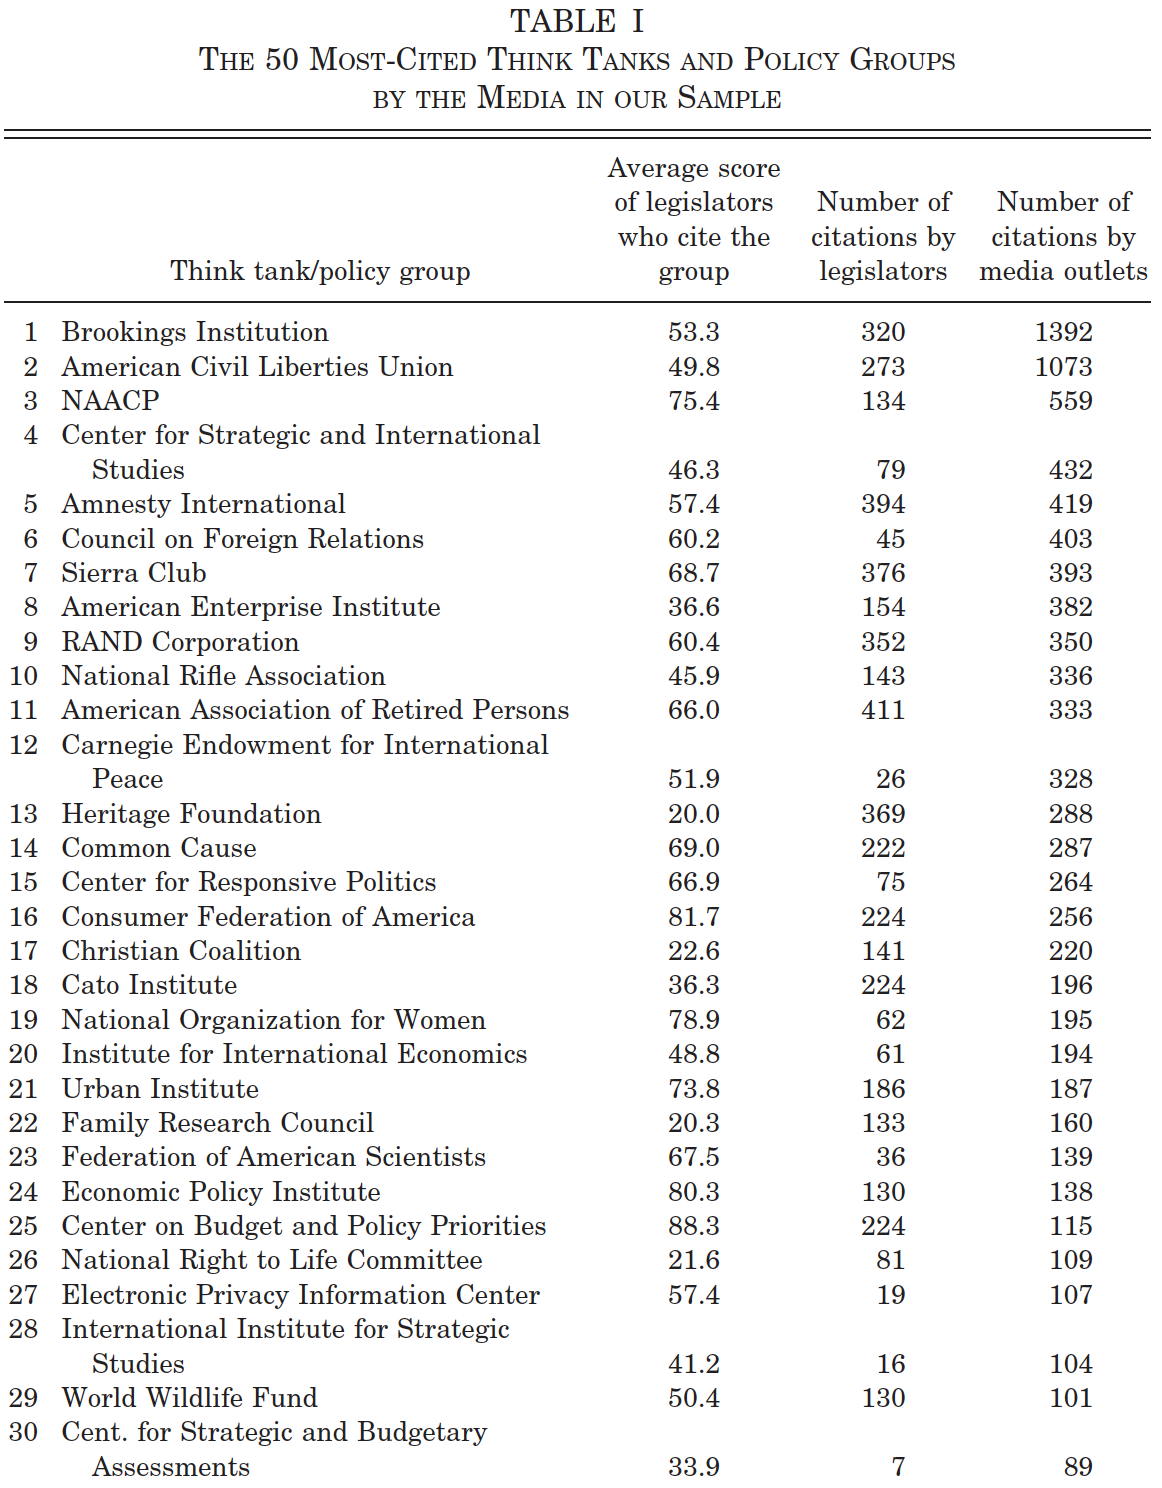 TABLE I
THE 50 MOST-CITED THINK TANKS AND POLICY GROUPS
BY THE MEDIA IN OUR SAMPLE
Average score
of legislators Number of Number of
who cite the citations by citations by
Think tank/policy group group legislators media outlets
1 Brookings Institution 53.3 320 1392
2 American Civil Liberties Union 49.8 273 1073
3 NAACP 75.4 134 559
4 Center for Strategic and International
Studies 46.3 79 432
5 Amnesty International 57.4 394 419
6 Council on Foreign Relations 60.2 45 403
7 Sierra Club 68.7 376 393
8 American Enterprise Institute 36.6 154 382
9 RAND Corporation 60.4 352 350
10 National Rifle Association 45.9 143 336
11 American Association of Retired Persons 66.0 411 333
12 Carnegie Endowment for International
Peace 51.9 26 328
13 Heritage Foundation 20.0 369 288
14 Common Cause 69.0 222 287
15 Center for Responsive Politics 66.9 75 264
16 Consumer Federation of America 81.7 224 256
17 Christian Coalition 22.6 141 220
18 Cato Institute 36.3 224 196
19 National Organization for Women 78.9 62 195
20 Institute for International Economics 48.8 61 194
21 Urban Institute 73.8 186 187
22 Family Research Council 20.3 133 160
23 Federation of American Scientists 67.5 36 139
24 Economic Policy Institute 80.3 130 138
25 Center on Budget and Policy Priorities 88.3 224 115
26 National Right to Life Committee 21.6 81 109
27 Electronic Privacy Information Center 57.4 19 107
28 International Institute for Strategic
Studies 41.2 16 104
29 World Wildlife Fund 50.4 130 101
30 Cent. for Strategic and Budgetary
Assessments 33.9 7 89